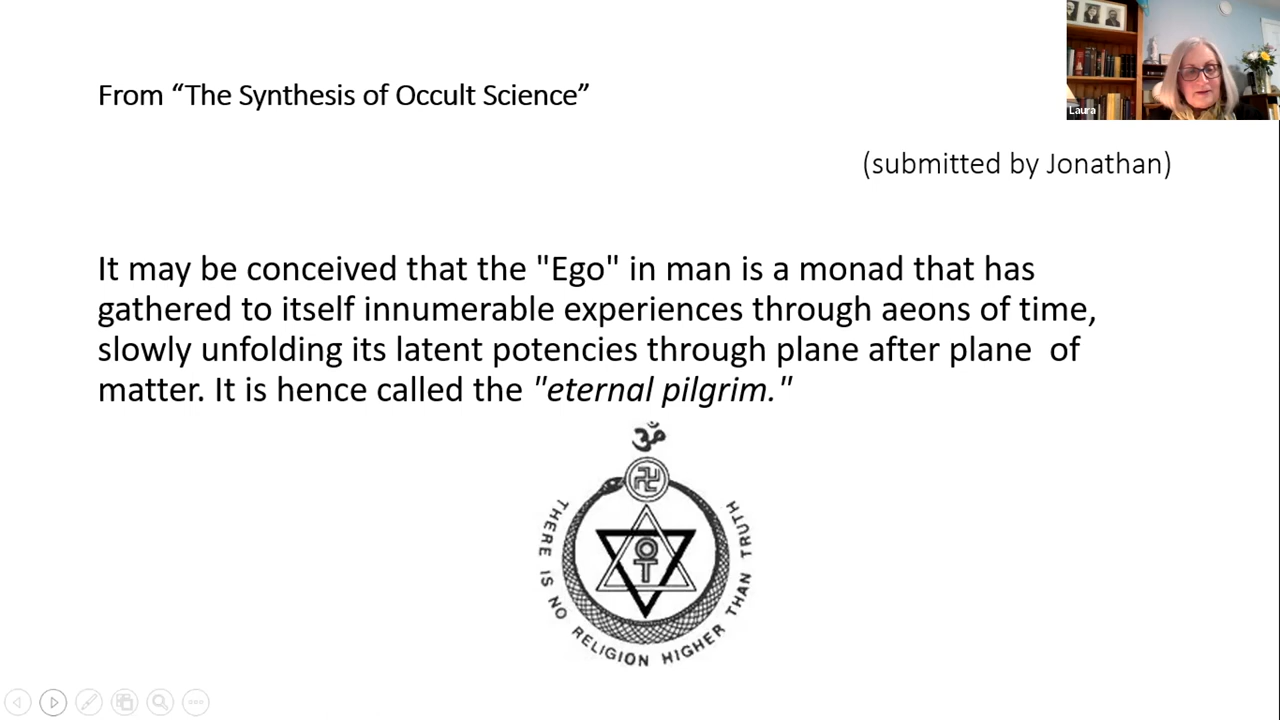 From “The Synthesis of Occult Science”
Laura
(submitted by Jonathan)
It may be conceived that the "Ego" in man is a monad that has
gathered to itself innumerable experiences through aeons of time,
slowly unfolding its latent potencies through plane after plane  of
matter. It is hence called the "eternal pilgrim."
ॐ
THERE IS NO RELIGION HIGHER THAN TRUTH